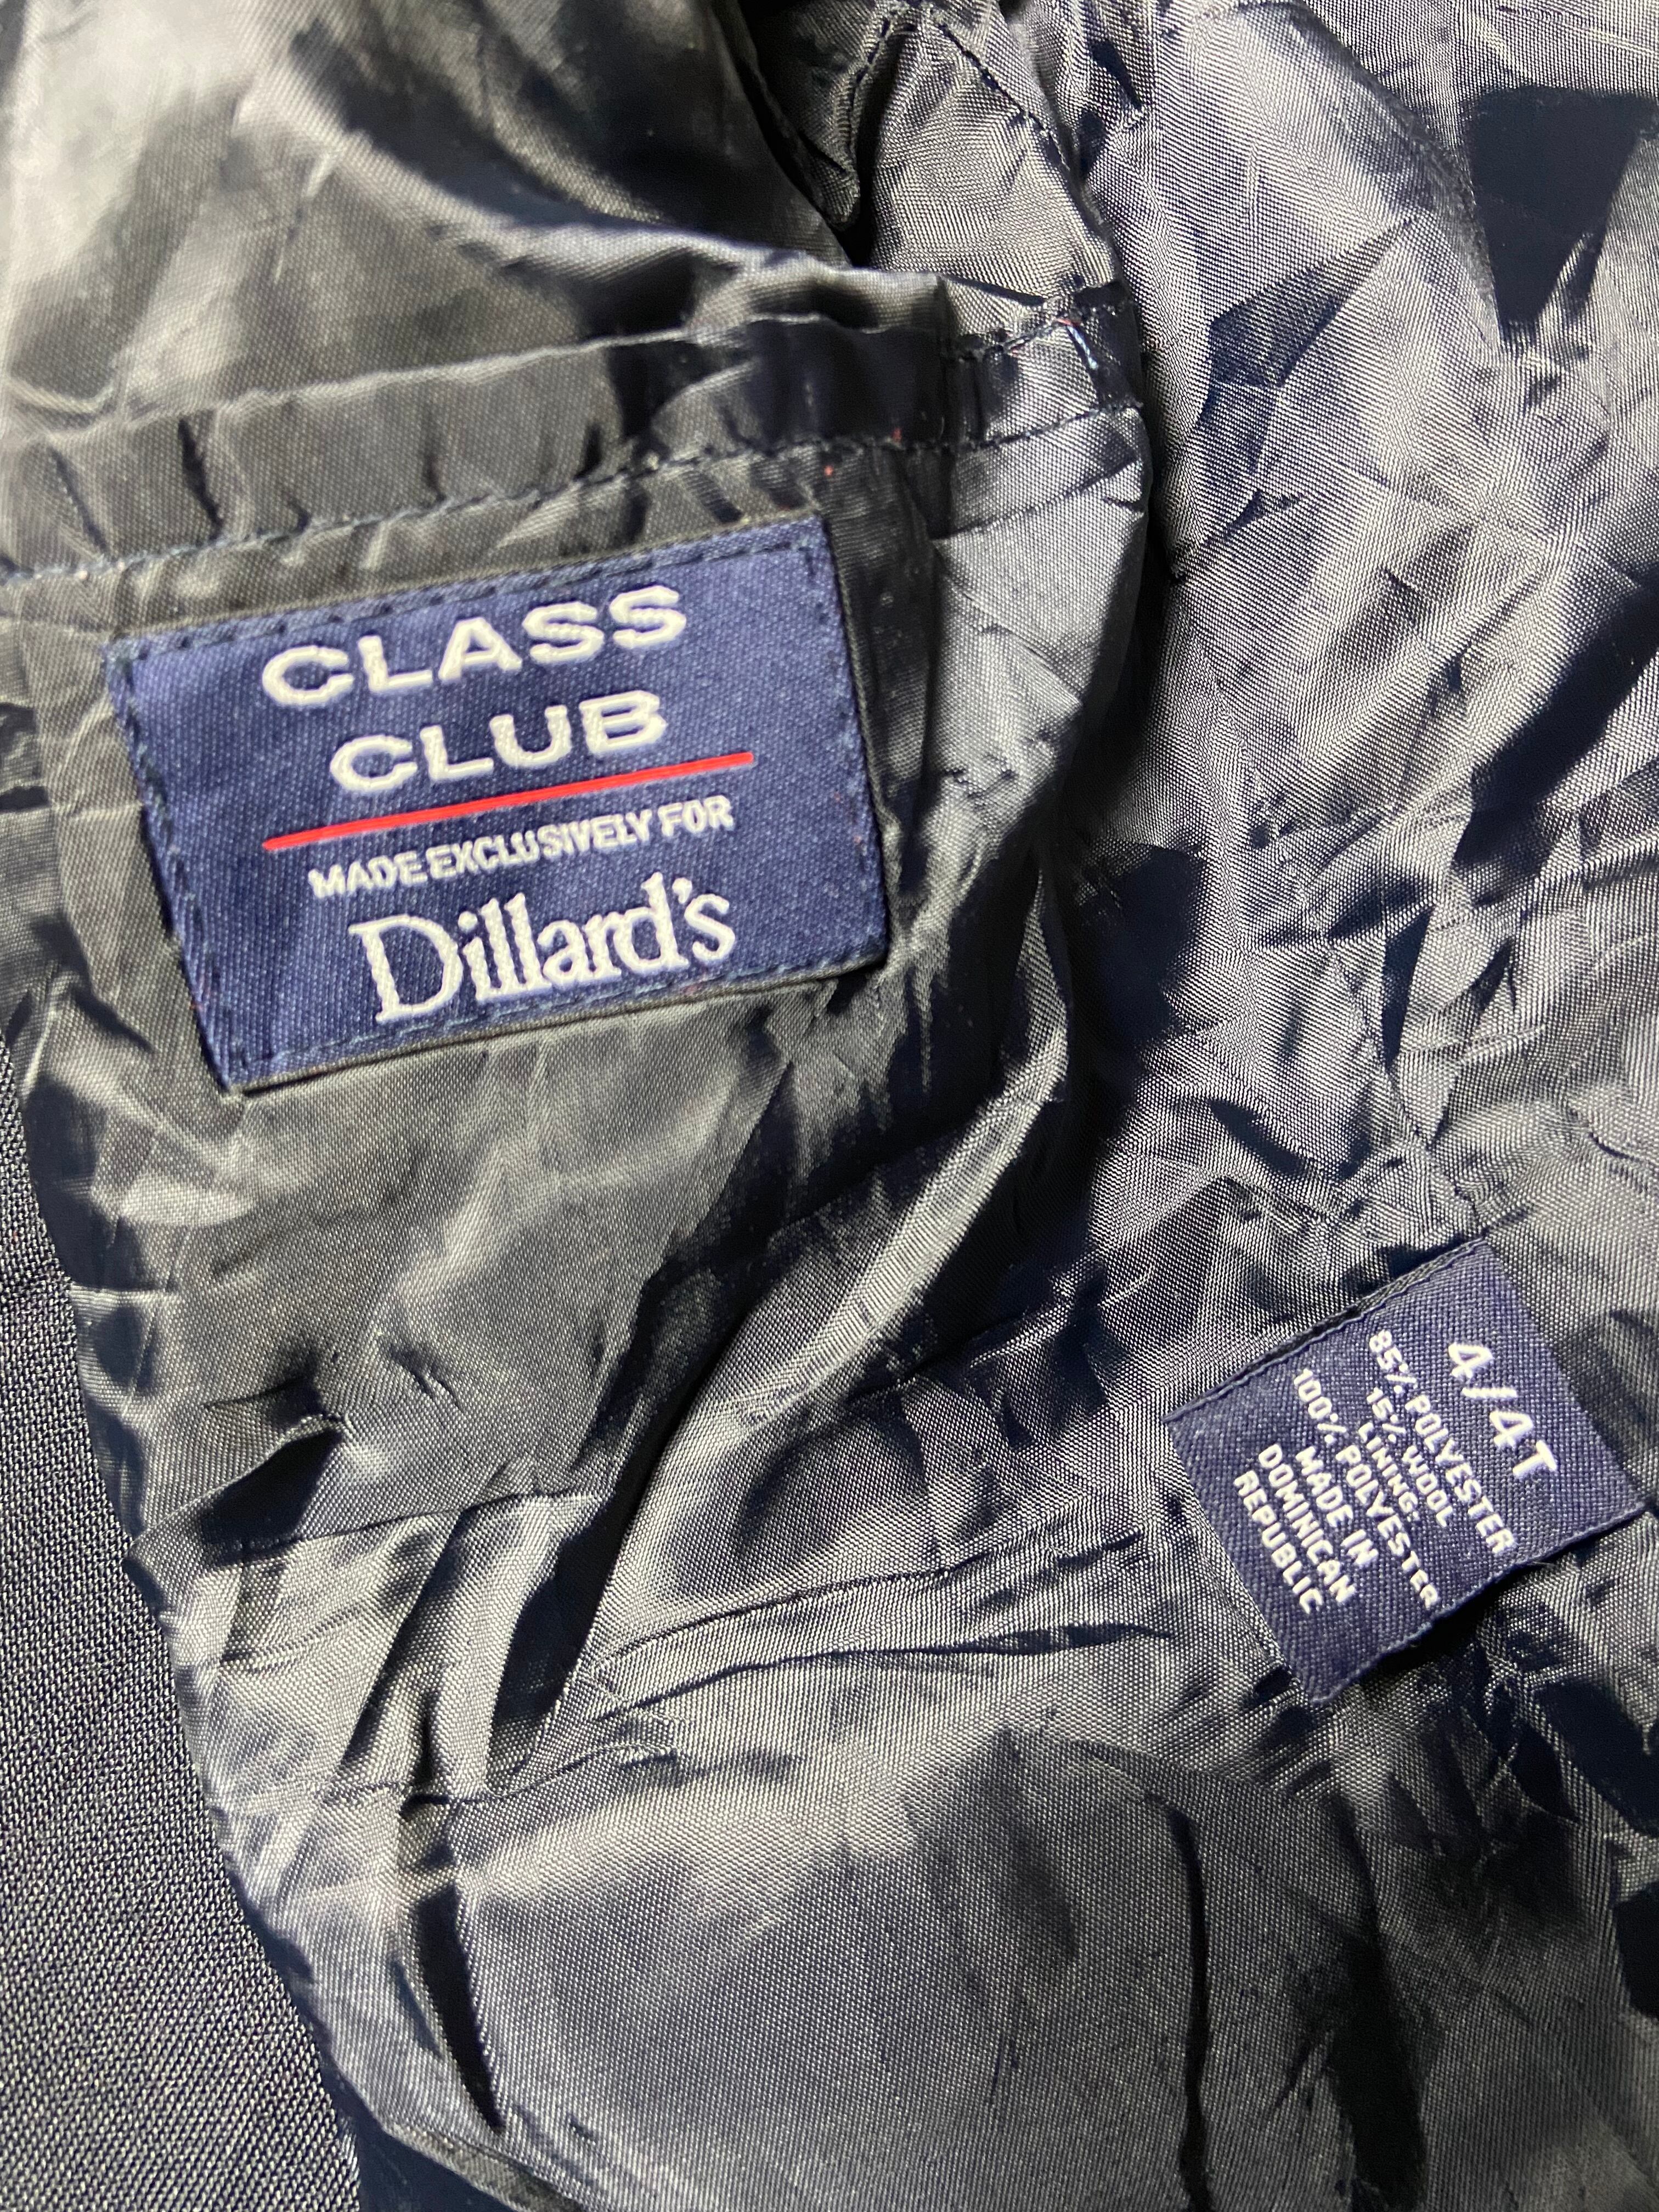 CLASS
CLUB
MADE EXCLUSIVELY FOR
Dillard's
4/4T
85% POLYESTER
15% WOOL
LINING:
100% POLYESTER
MADE IN
DOMINICAN
REPUBLIC